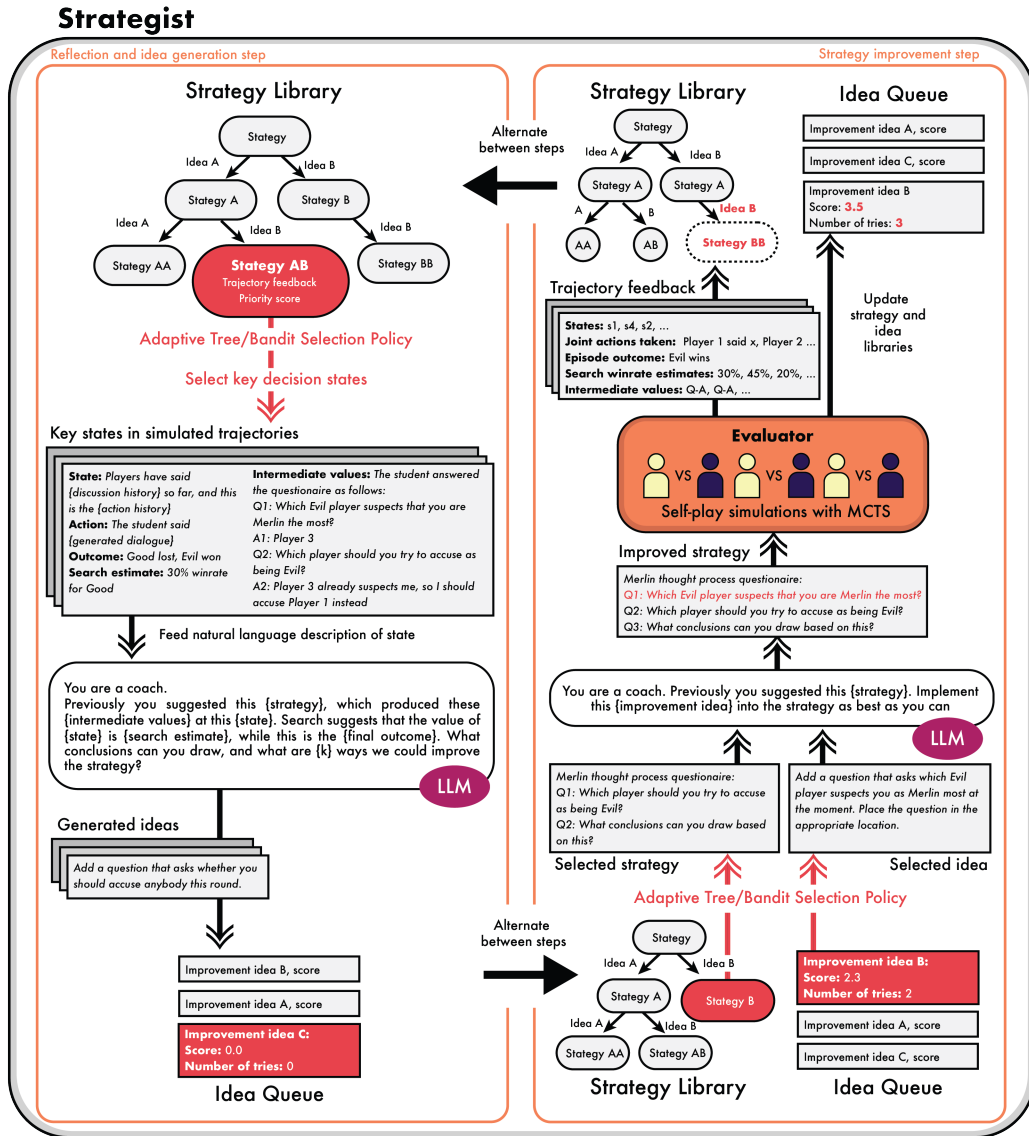 Strategist
Reflection and idea generation step
Strategy Library
Stategy
Idea A
Idea B
Stategy A
Stategy B
Idea A
Idea B
Idea B
Stategy AA
Stategy AB
Trajectory feedback
Priority score
Stategy BB
Adaptive Tree/Bandit Selection Policy
Select key decision states
Key states in simulated trajectories
State: Players have said
{discussion history} so far, and this
is the {action history}
Action: The student said
{generated dialogue}
Outcome: Good lost, Evil won
Search estimate: 30% winrate
for Good
Intermediate values: The student answered
the questionaire as follows:
Q1: Which Evil player suspects that you are
Merlin the most?
A1: Player 3
Q2: Which player should you try to accuse as
being Evil?
A2: Player 3 already suspects me, so I should
accuse Player 1 instead
Feed natural language description of state
You are a coach.
Previously you suggested this {strategy}, which produced these
{intermediate values} at this {state}. Search suggests that the value of
{state} is {search estimate}, while this is the {final outcome}. What
conclusions can you draw, and what are {k} ways we could improve
the strategy?
LLM
Generated ideas
Add a question that asks whether you
should accuse anybody this round.
Improvement idea B, score
Improvement idea A, score
Improvement idea C:
Score: 0.0
Number of tries: 0
Idea Queue
Alternate
between steps
Alternate
between steps
Strategy improvement step
Strategy Library
Stategy
Idea A
Idea B
Stategy A
Stategy A
A
B
Idea B
AA
AB
Stategy BB
Idea Queue
Improvement idea A, score
Improvement idea C, score
Improvement idea B
Score: 3.5
Number of tries: 3
Trajectory feedback
States: s1, s4, s2, ...
Joint actions taken: Player 1 said x, Player 2 ...
Episode outcome: Evil wins
Search winrate estimates: 30%, 45%, 20%, ...
Intermediate values: Q-A, Q-A, ...
Update
strategy and
idea
libraries
Evaluator
VS
VS
VS
Self-play simulations with MCTS
Improved strategy
Merlin thought process questionaire:
Q1: Which Evil player suspects that you are Merlin the most?
Q2: Which player should you try to accuse as being Evil?
Q3: What conclusions can you draw based on this?
You are a coach. Previously you suggested this {strategy}. Implement
this {improvement idea} into the strategy as best as you can
LLM
Merlin thought process questionaire:
Q1: Which player should you try to accuse
as being Evil?
Q2: What conclusions can you draw based
on this?
Selected strategy
Add a question that asks which Evil
player suspects you as Merlin most at
the moment. Place the question in the
appropriate location.
Selected idea
Adaptive Tree/Bandit Selection Policy
Stategy
Idea A
Idea B
Stategy A
Stategy B
Idea A
Idea B
Stategy AA
Stategy AB
Strategy Library
Improvement idea B:
Score: 2.3
Number of tries: 2
Improvement idea A, score
Improvement idea C, score
Idea Queue